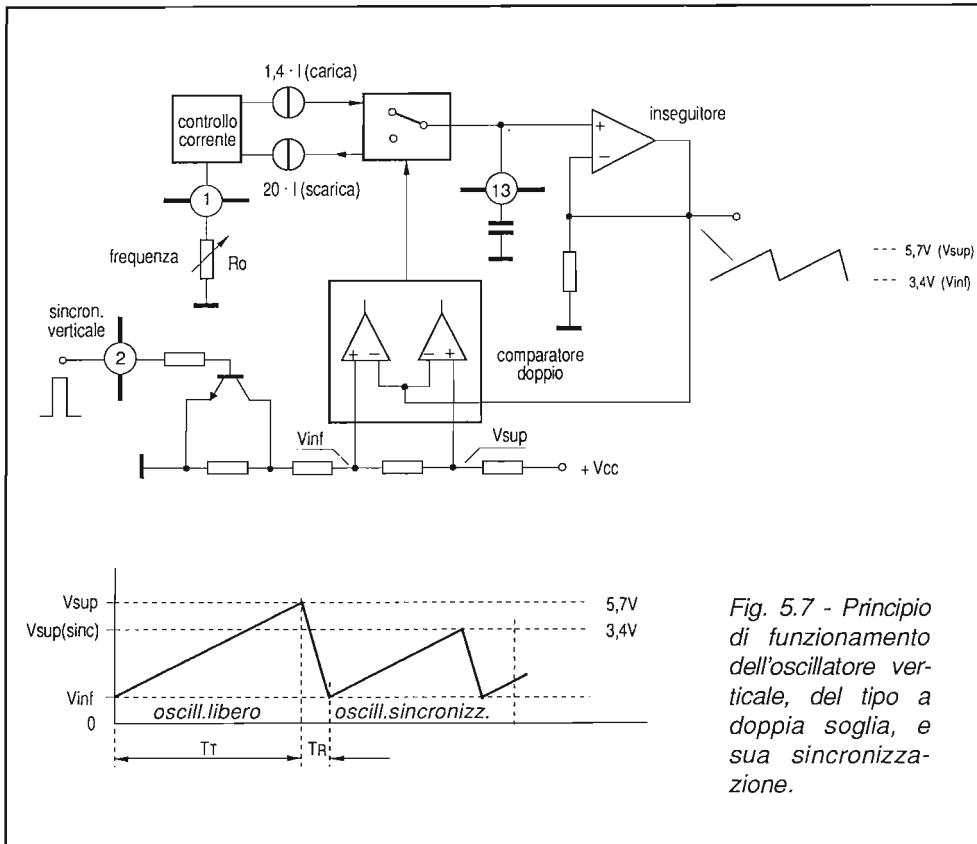 1,4 · I (carica)
controllo
corrente
20 · I (scarica)
inseguitore
+
−
1
13
frequenza
Ro
5,7V (Vsup)
3,4V (Vinf)
sincron.
verticale
2
+ −
− +
comparatore
doppio
Vinf
Vsup
+ Vcc
Vsup
5,7V
Vsup(sinc)
3,4V
Vinf
0
oscill.libero
oscill.sincronizz.
TT
TR
Fig. 5.7 - Principio
di funzionamento
dell'oscillatore ver-
ticale, del tipo a
doppia soglia, e
sua sincronizza-
zione.